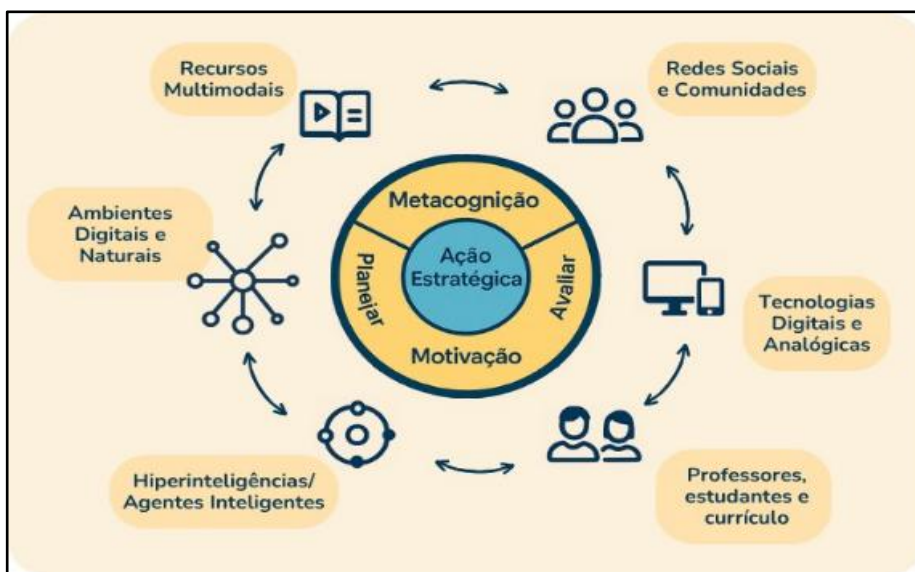 Recursos
Multimodais
Redes Sociais
e Comunidades
Ambientes
Digitais e
Naturais
Metacognição
Ação
Estratégica
Planejar
Avaliar
Motivação
Tecnologias
Digitais e
Analógicas
Hiperinteligências/
Agentes Inteligentes
Professores,
estudantes e
currículo